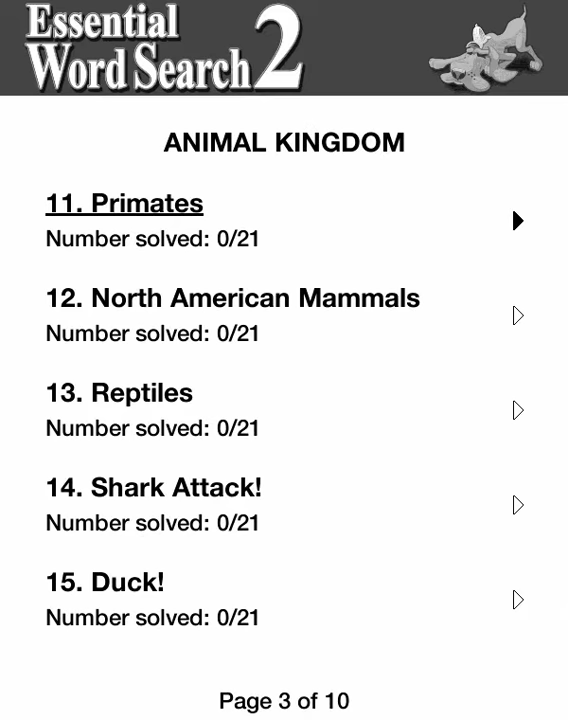 Essential
Word Search 2
ANIMAL KINGDOM
11. Primates
Number solved: 0/21
12. North American Mammals
Number solved: 0/21
13. Reptiles
Number solved: 0/21
14. Shark Attack!
Number solved: 0/21
15. Duck!
Number solved: 0/21
Page 3 of 10